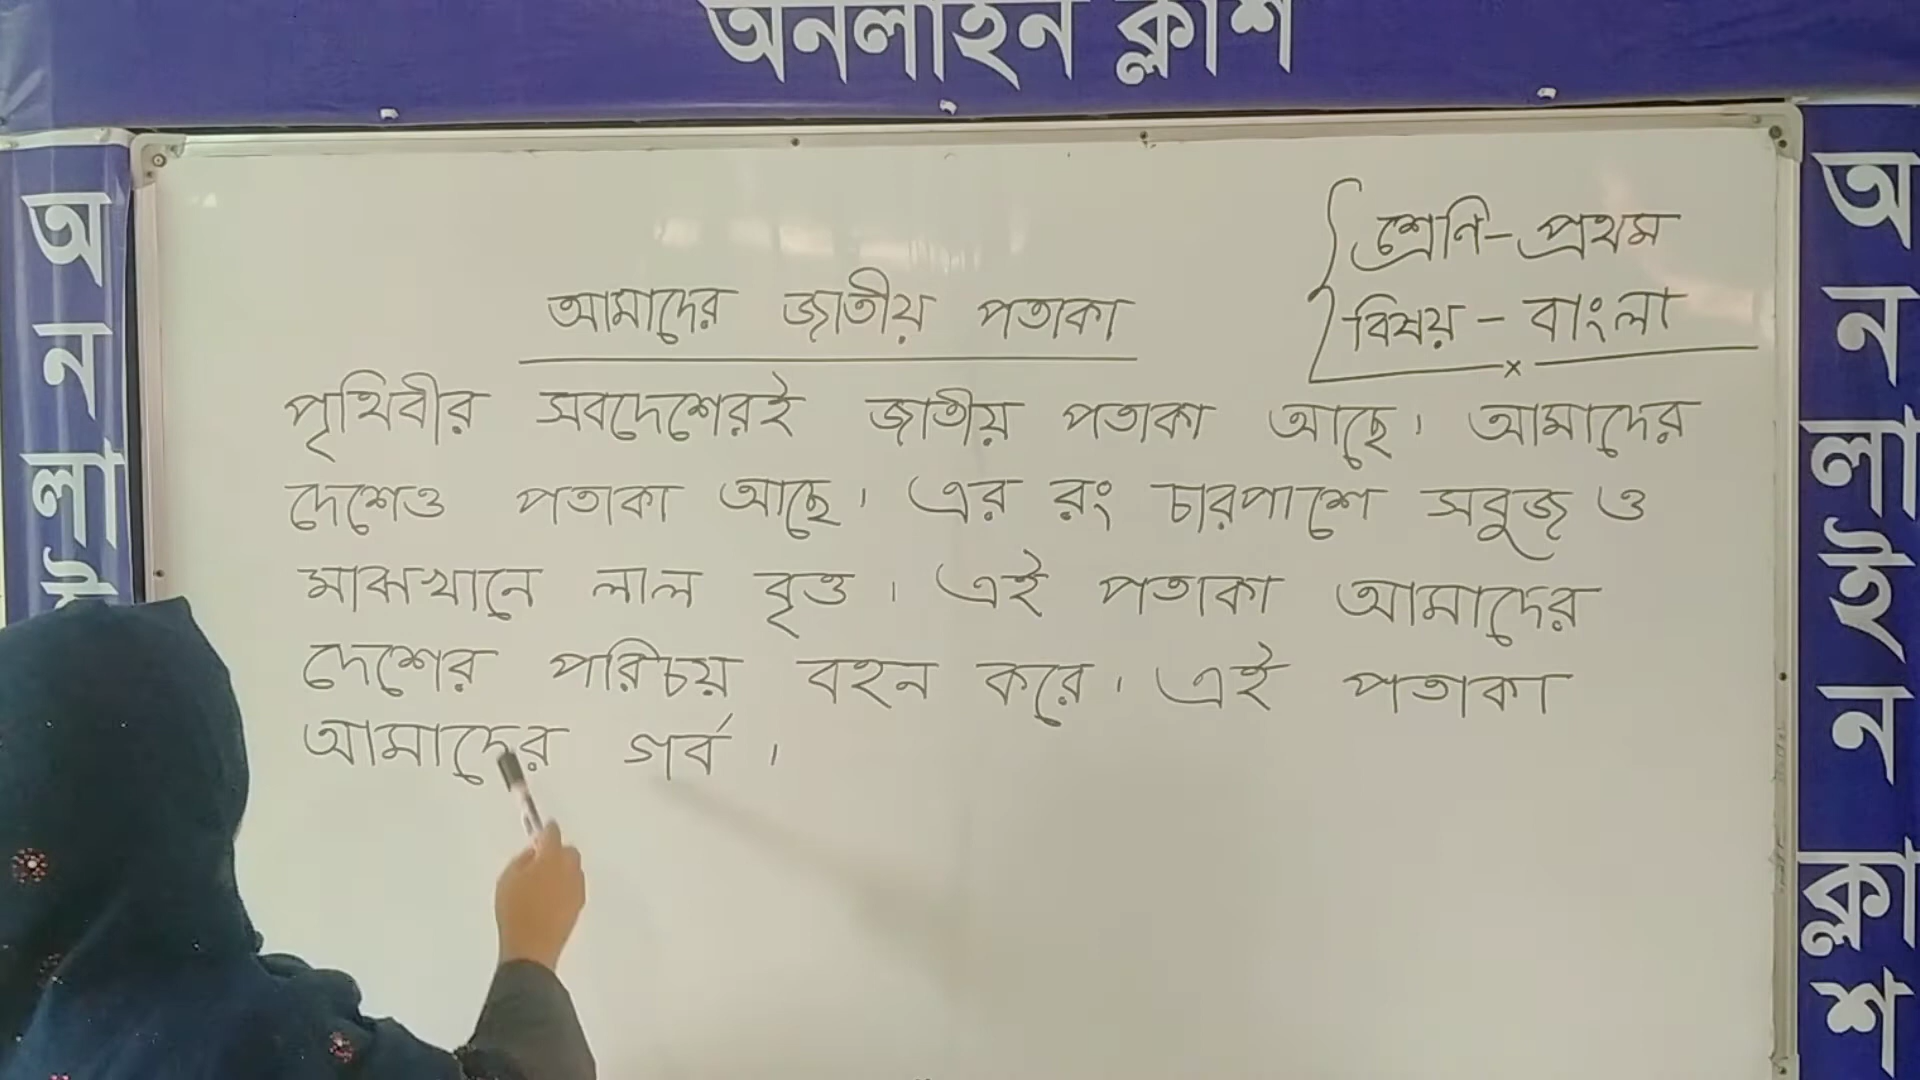 অনলাইন ক্লাশ
শ্রেণি - প্রথম
বিষয় - বাংলা
আমাদের জাতীয় পতাকা
পৃথিবীর সবদেশেরই জাতীয় পতাকা আছে। আমাদের
দেশেও পতাকা আছে। এর রং চারপাশে সবুজ ও
মাঝখানে লাল বৃত্ত। এই পতাকা আমাদের
দেশের পরিচয় বহন করে। এই পতাকা
আমাদের গর্ব।
অনলাই
অনলাইন ক্লাশ